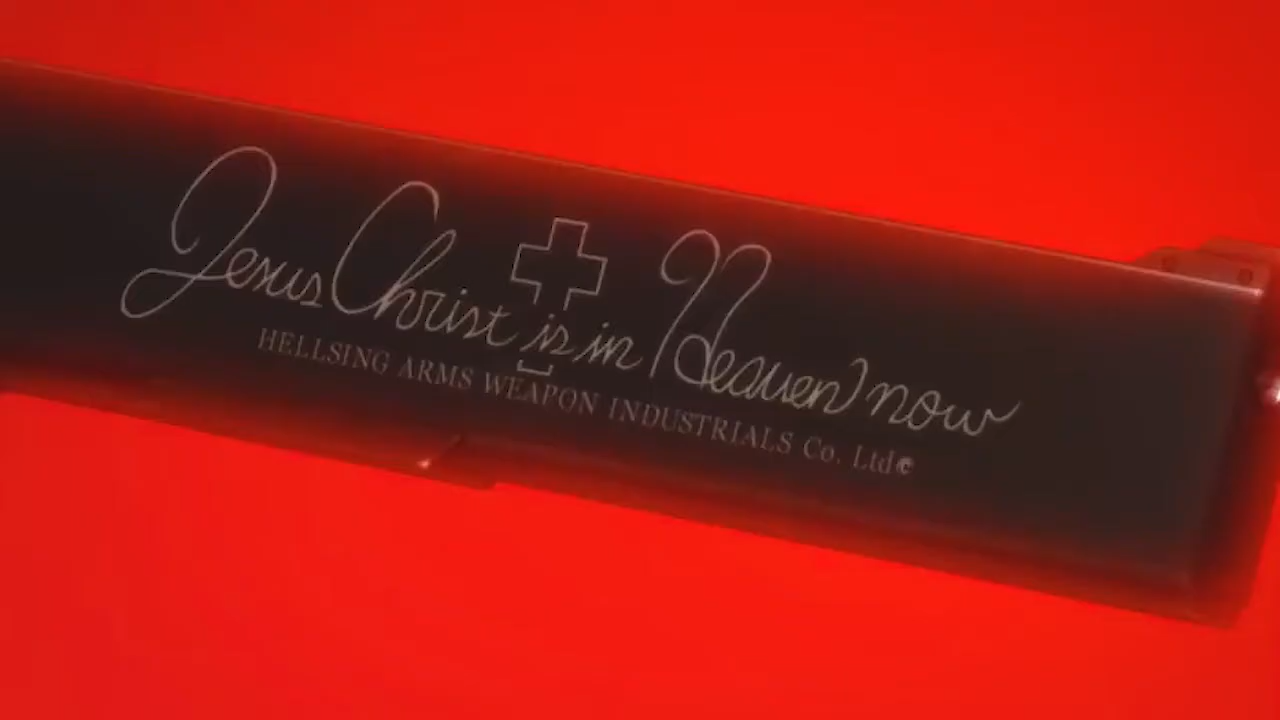 Jesus Christ is in Heaven now
HELLSING ARMS WEAPON INDUSTRIALS Co. Ltd©